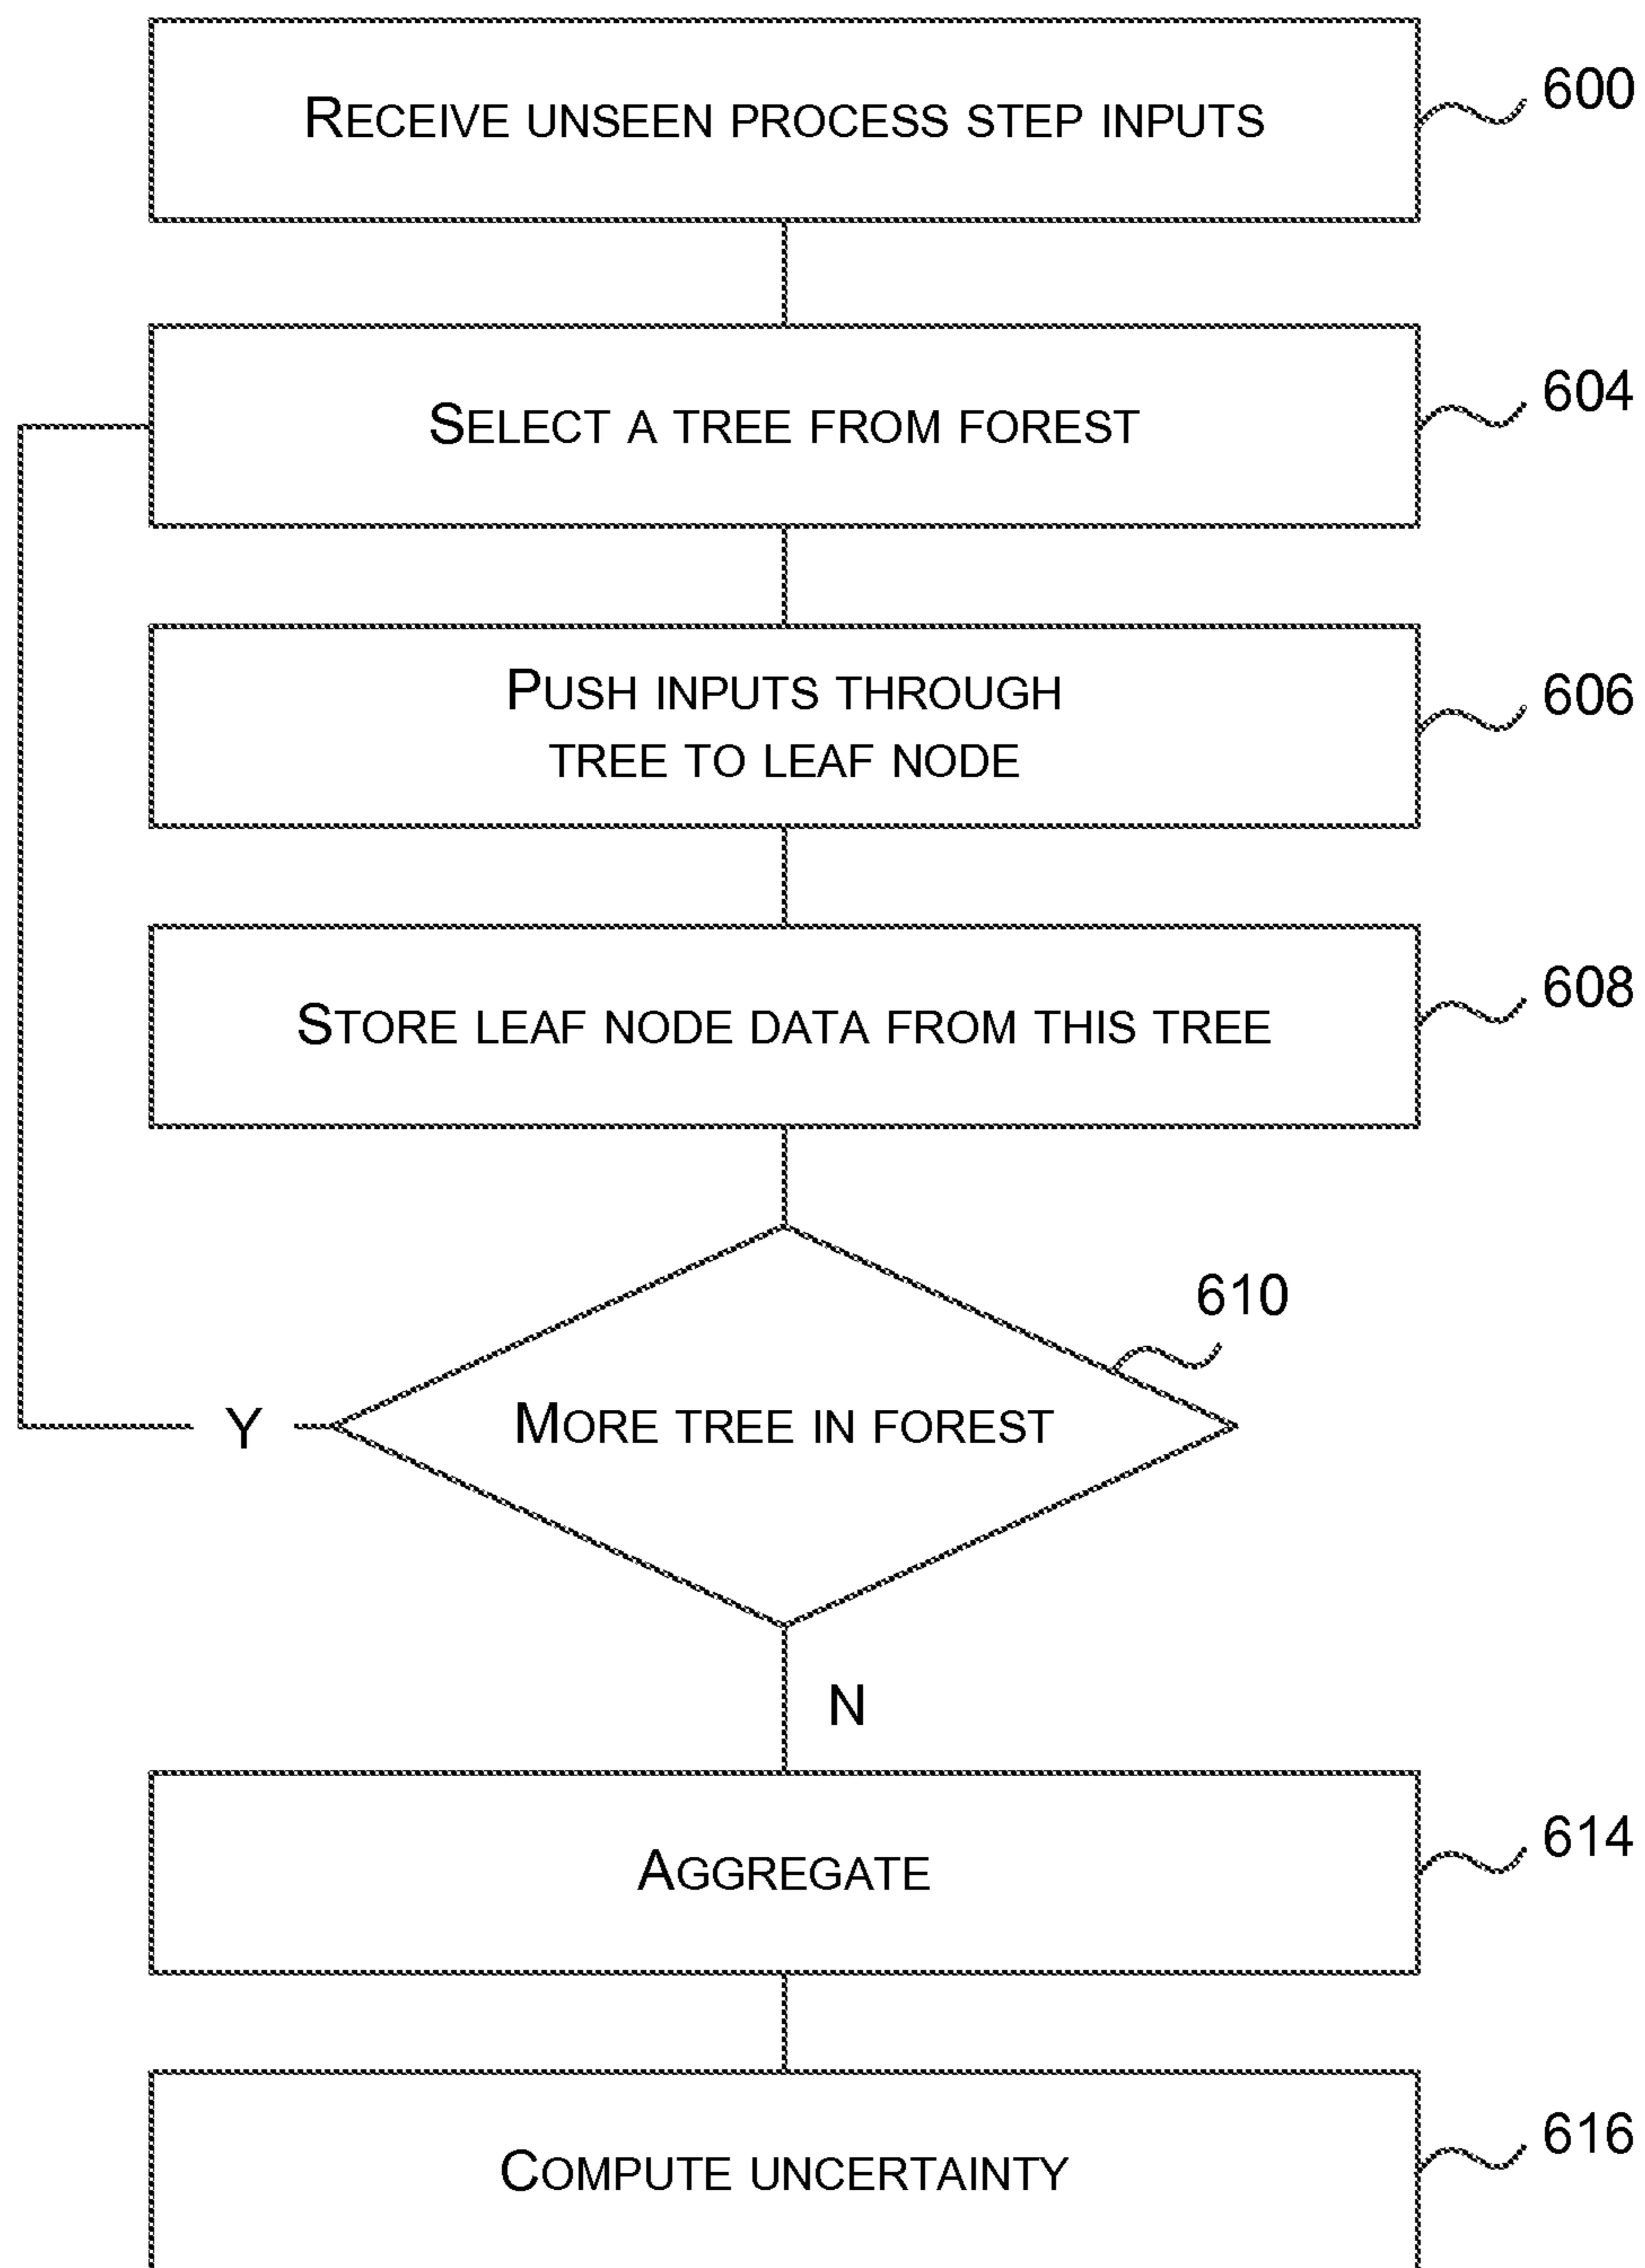 RECEIVE UNSEEN PROCESS STEP INPUTS
600
SELECT A TREE FROM FOREST
604
PUSH INPUTS THROUGH
TREE TO LEAF NODE
606
STORE LEAF NODE DATA FROM THIS TREE
608
610
MORE TREE IN FOREST
Y
N
AGGREGATE
614
COMPUTE UNCERTAINTY
616